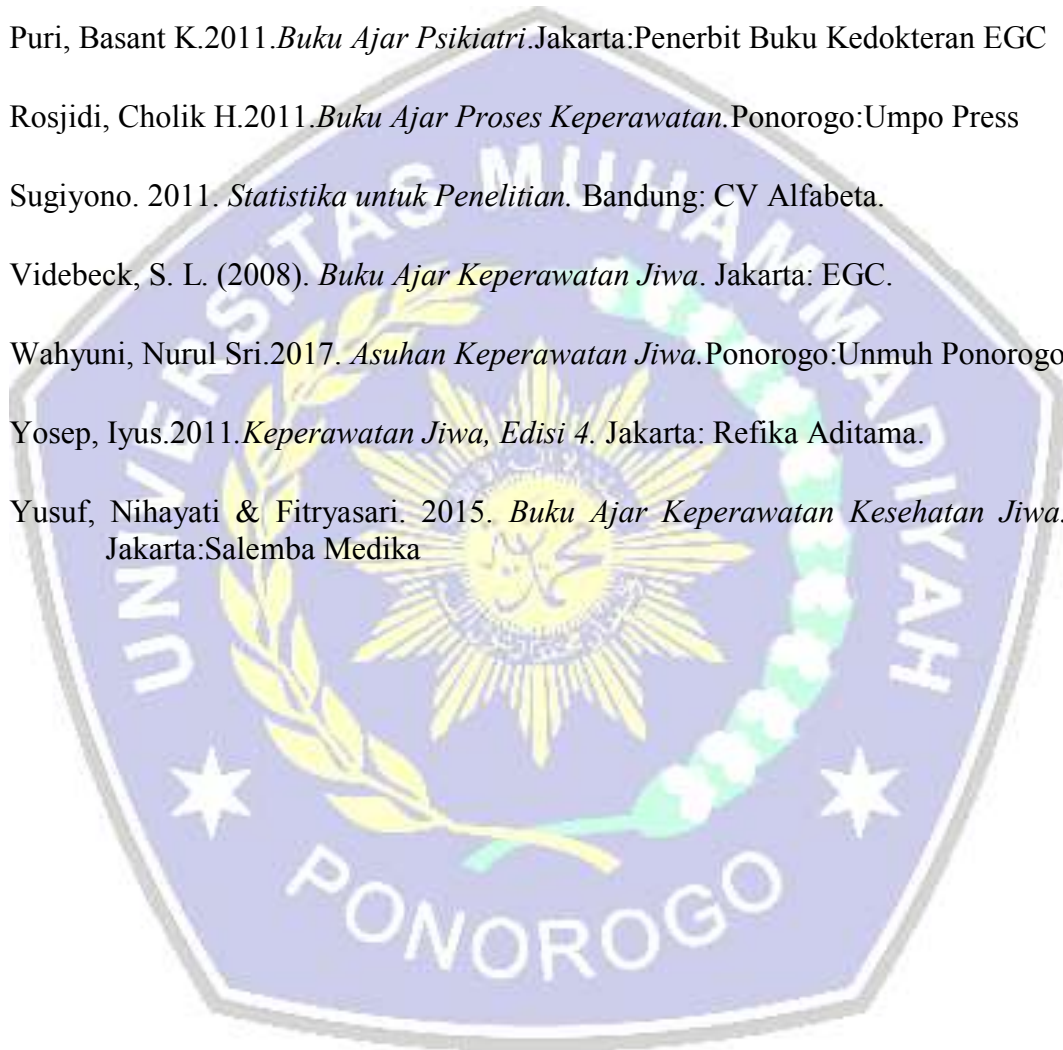 Puri, Basant K.2011.Buku Ajar Psikiatri.Jakarta:Penerbit Buku Kedokteran EGC
Rosjidi, Cholik H.2011.Buku Ajar Proses Keperawatan.Ponorogo:Umpo Press
Sugiyono. 2011. Statistika untuk Penelitian. Bandung: CV Alfabeta.
Videbeck, S. L. (2008). Buku Ajar Keperawatan Jiwa. Jakarta: EGC.
Wahyuni, Nurul Sri.2017. Asuhan Keperawatan Jiwa.Ponorogo:Unmuh Ponorogo
Yosep, Iyus.2011.Keperawatan Jiwa, Edisi 4. Jakarta: Refika Aditama.
Yusuf, Nihayati & Fitryasari. 2015. Buku Ajar Keperawatan Kesehatan Jiwa.
Jakarta:Salemba Medika
UNIVERSITAS MUHAMMADIYAH
PONOROGO